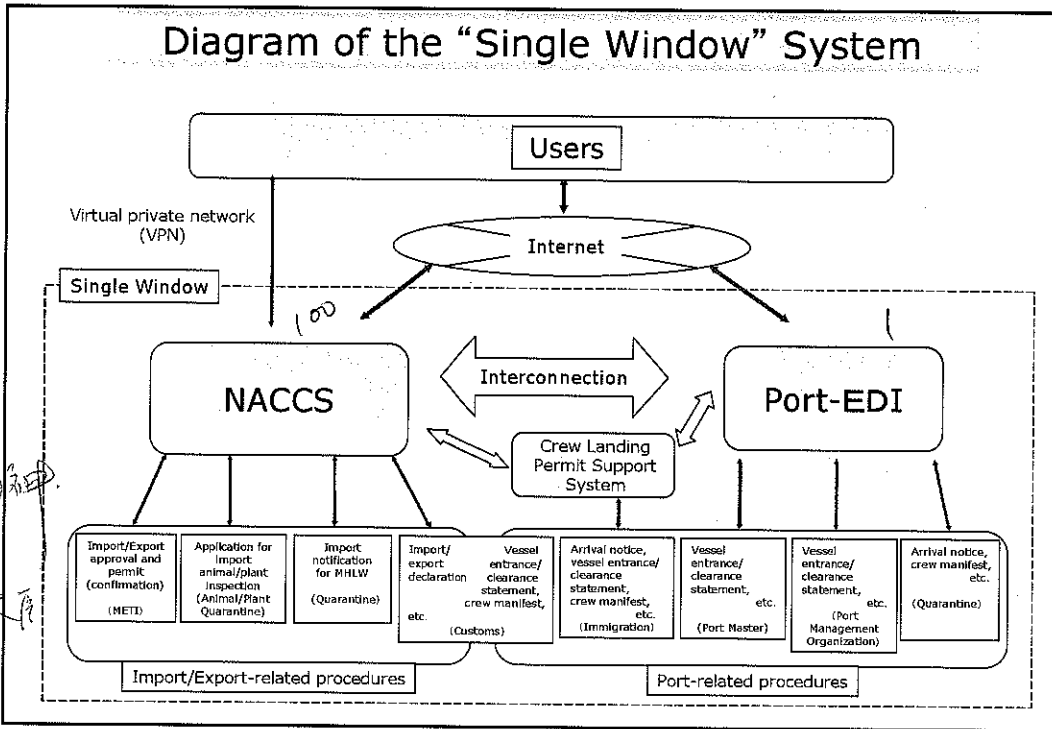 Diagram of the “Single Window” System
Users
Virtual private network
(VPN)
Internet
Single Window
100
1
NACCS
Interconnection
Port-EDI
Crew Landing
Permit Support
System
Import/Export
approval and
permit
(confirmation)
(METI)
Application for
Import
animal/plant
inspection
(Animal/Plant
Quarantine)
Import
notification
for MHLW
(Quarantine)
Import/
export
declaration
etc.
Vessel
entrance/
clearance
statement,
crew manifest,
(Customs)
Arrival notice,
vessel entrance/
clearance
statement,
crew manifest,
etc.
(Immigration)
Vessel
entrance/
clearance
statement,
etc.
(Port Master)
Vessel
entrance/
clearance
statement,
etc.
(Port
Management
Organization)
Arrival notice,
crew manifest,
etc.
(Quarantine)
Import/Export-related procedures
Port-related procedures